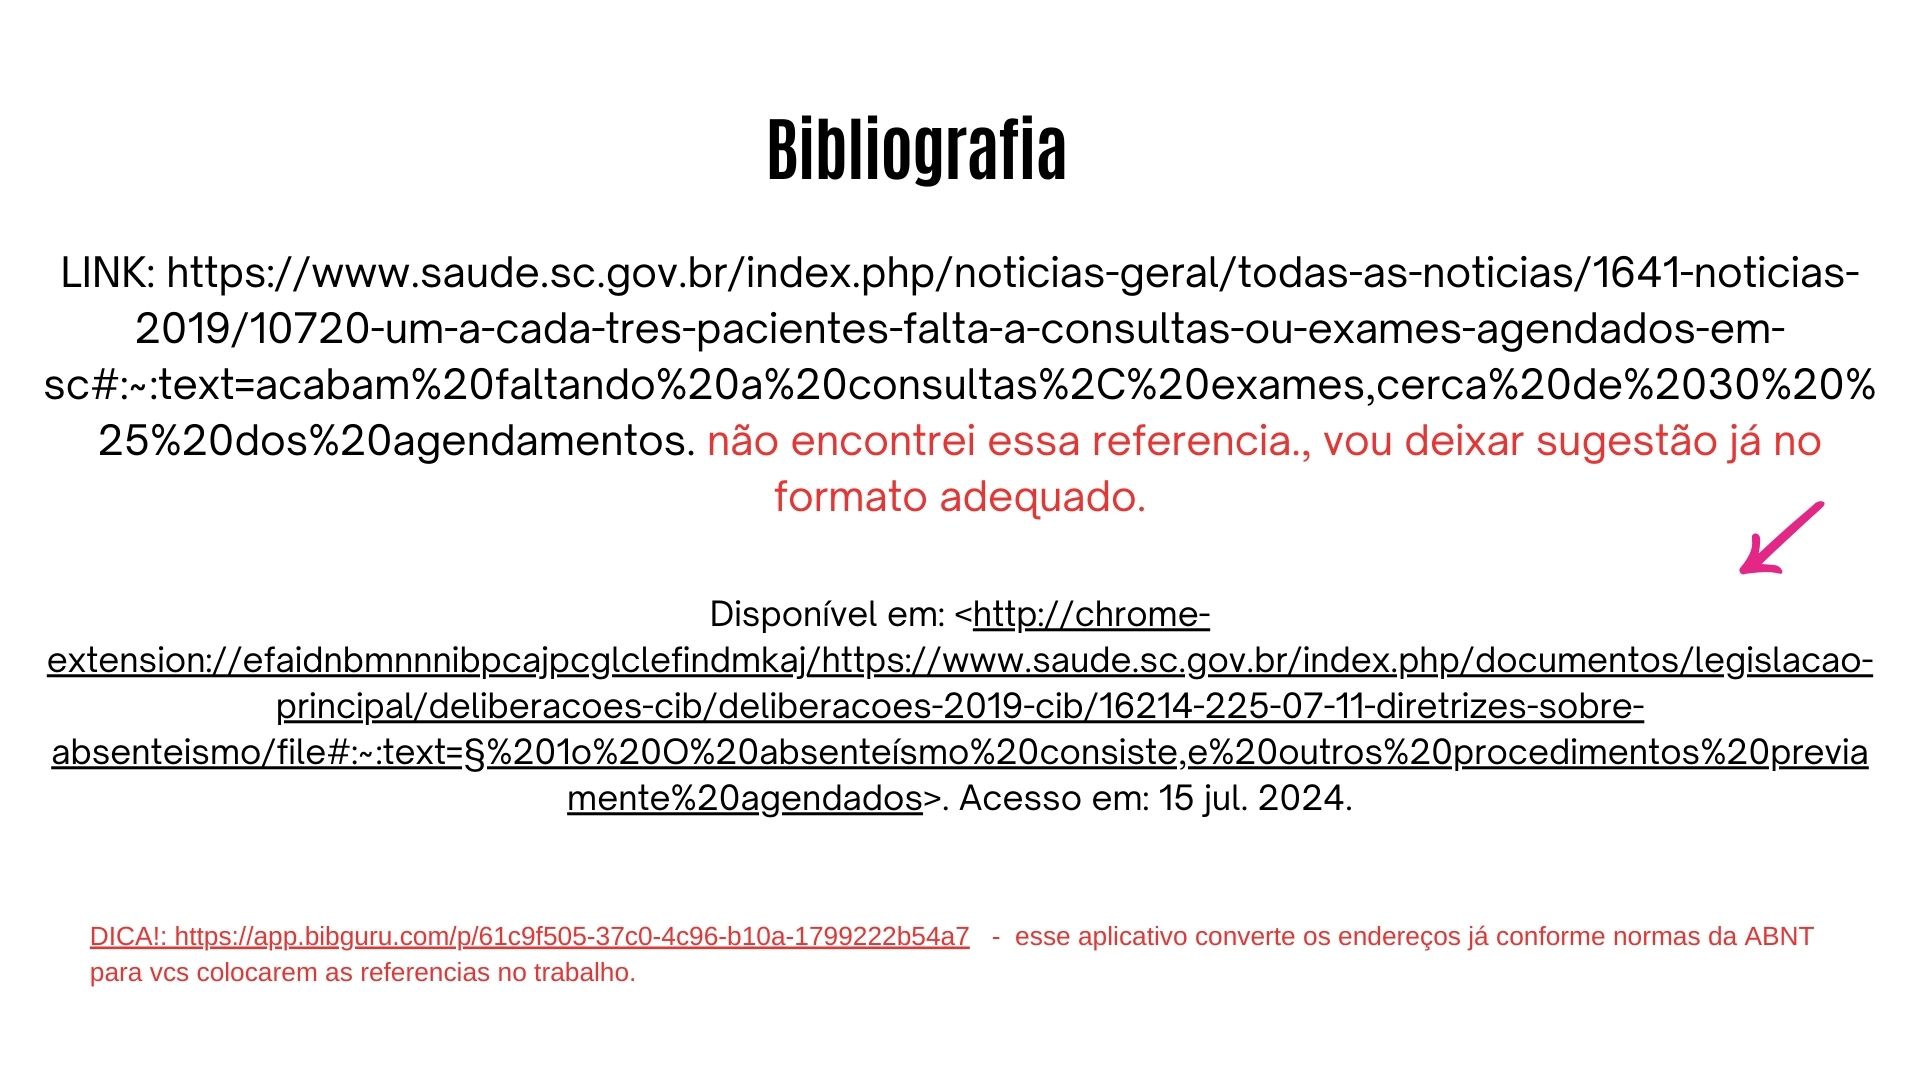 Bibliografia
LINK: https://www.saude.sc.gov.br/index.php/noticias-geral/todas-as-noticias/1641-noticias-
2019/10720-um-a-cada-tres-pacientes-falta-a-consultas-ou-exames-agendados-em-
sc#:~:text=acabam%20faltando%20a%20consultas%2C%20exames,cerca%20de%2030%20%
25%20dos%20agendamentos. não encontrei essa referencia., vou deixar sugestão já no
formato adequado.
Disponível em: <http://chrome-
extension://efaidnbmnnnibpcajpcglclefindmkaj/https://www.saude.sc.gov.br/index.php/documentos/legislacao-
principal/deliberacoes-cib/deliberacoes-2019-cib/16214-225-07-11-diretrizes-sobre-
absenteismo/file#:~:text=§%201o%20O%20absenteísmo%20consiste,e%20outros%20procedimentos%20previa
mente%20agendados>. Acesso em: 15 jul. 2024.
DICA!: https://app.bibguru.com/p/61c9f505-37c0-4c96-b10a-1799222b54a7 - esse aplicativo converte os endereços já conforme normas da ABNT
para vcs colocarem as referencias no trabalho.